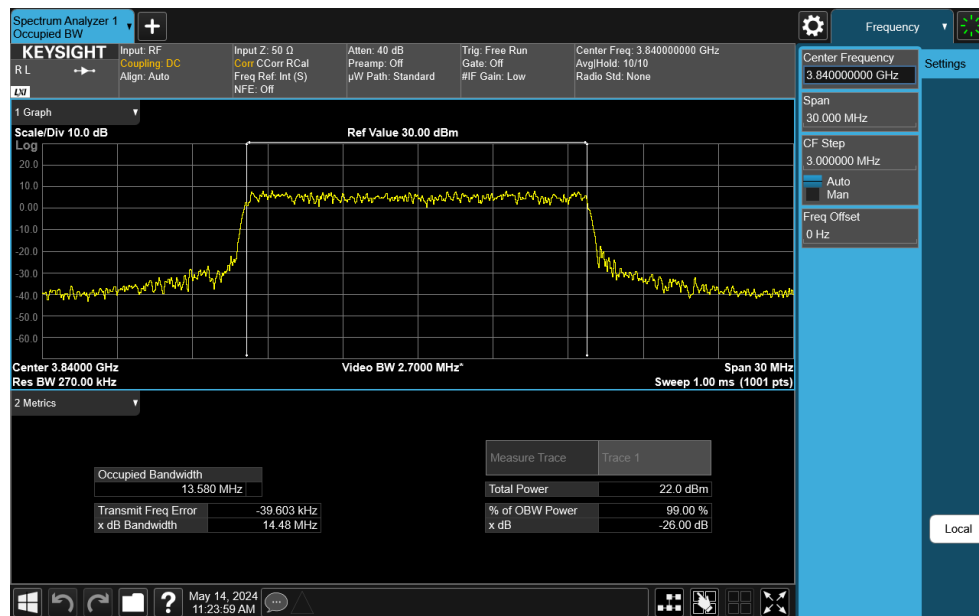 Spectrum Analyzer 1
Occupied BW
+
Frequency
KEYSIGHT
R L
LXI
Input: RF
Coupling: DC
Align: Auto
Input Z: 50 Ω
Corr CCorr RCal
Freq Ref: Int (S)
NFE: Off
Atten: 40 dB
Preamp: Off
µW Path: Standard
Trig: Free Run
Gate: Off
#IF Gain: Low
Center Freq: 3.840000000 GHz
Avg|Hold: 10/10
Radio Std: None
Center Frequency
3.840000000 GHz
Settings
Span
30.000 MHz
CF Step
3.000000 MHz
Auto
Man
Freq Offset
0 Hz
Local
1 Graph
Scale/Div 10.0 dB
Ref Value 30.00 dBm
Log
20.0
10.0
0.00
-10.0
-20.0
-30.0
-40.0
-50.0
-60.0
Center 3.84000 GHz
Video BW 2.7000 MHz*
Span 30 MHz
Res BW 270.00 kHz
Sweep 1.00 ms (1001 pts)
2 Metrics
Measure Trace
Trace 1
Occupied Bandwidth
13.580 MHz
Total Power
22.0 dBm
Transmit Freq Error
-39.603 kHz
% of OBW Power
99.00 %
x dB Bandwidth
14.48 MHz
x dB
-26.00 dB
?
May 14, 2024
11:23:59 AM